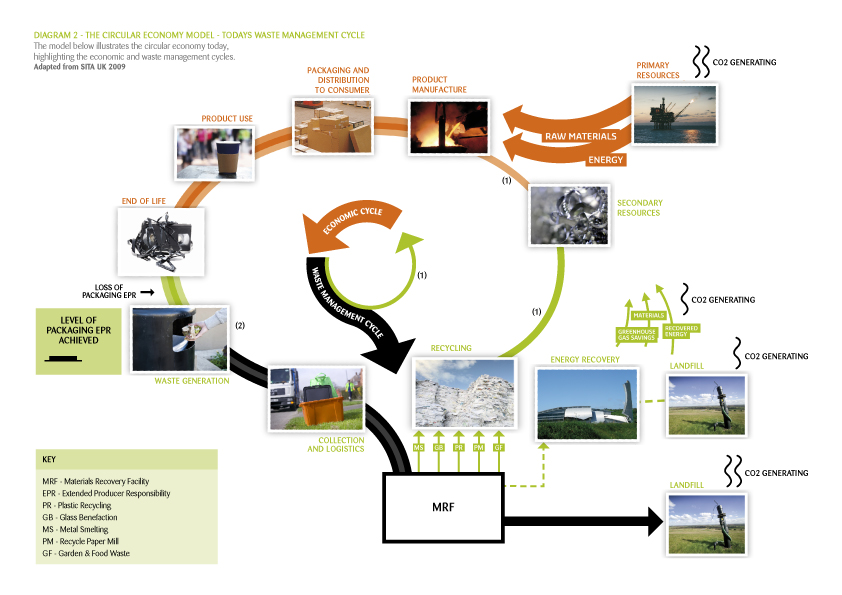 DIAGRAM 2 - THE CIRCULAR ECONOMY MODEL - TODAYS WASTE MANAGEMENT CYCLE
The model below illustrates the circular economy today,
highlighting the economic and waste management cycles.
Adapted from SITA UK 2009
PRIMARY
RESOURCES
CO2 GENERATING
PACKAGING AND
DISTRIBUTION
TO CONSUMER
PRODUCT
MANUFACTURE
PRODUCT USE
RAW MATERIALS
ENERGY
(1)
END OF LIFE
SECONDARY
RESOURCES
ECONOMIC CYCLE
WASTE MANAGEMENT CYCLE
(1)
LOSS OF
PACKAGING EPR
(1)
CO2 GENERATING
LEVEL OF
PACKAGING EPR
ACHIEVED
(2)
MATERIALS
GREENHOUSE
GAS SAVINGS
RECOVERED
ENERGY
RECYCLING
ENERGY RECOVERY
LANDFILL
CO2 GENERATING
WASTE GENERATION
COLLECTION
AND LOGISTICS
MS
GB
PR
PM
GF
KEY
MRF - Materials Recovery Facility
EPR - Extended Producer Responsibility
PR - Plastic Recycling
GB - Glass Benefaction
MS - Metal Smelting
PM - Recycle Paper Mill
GF - Garden & Food Waste
MRF
LANDFILL
CO2 GENERATING